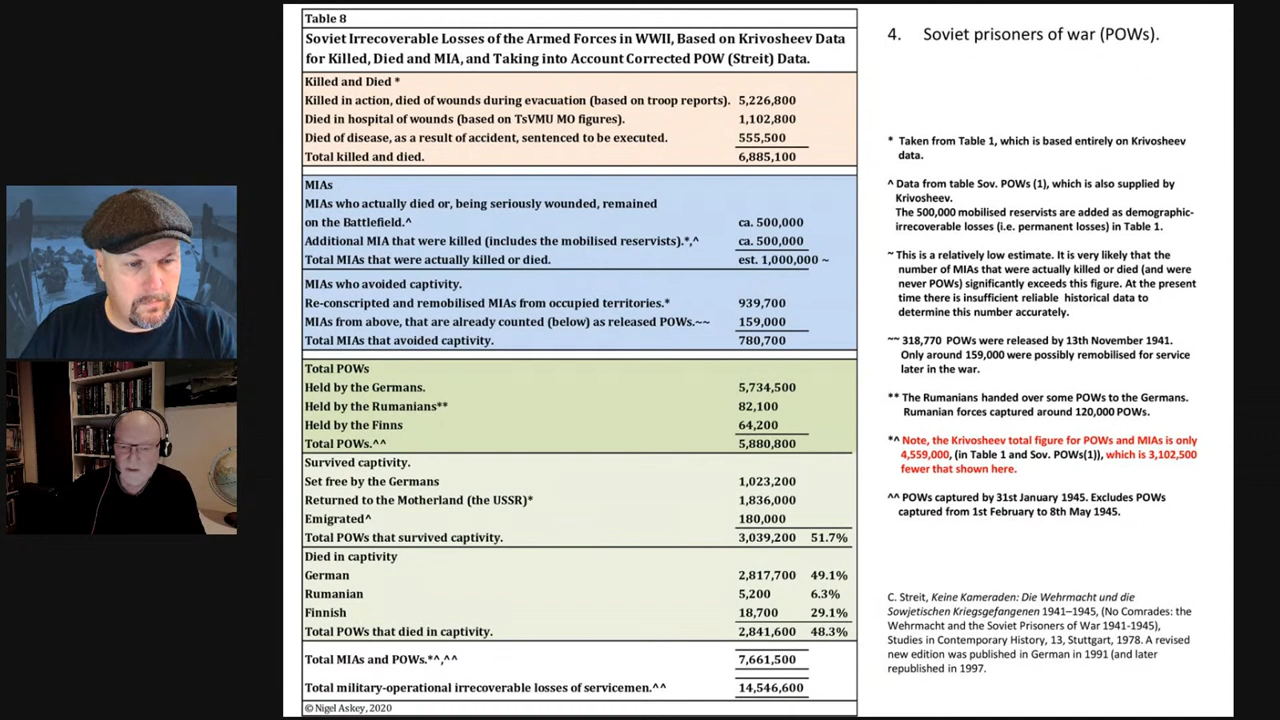 Table 8
Soviet Irrecoverable Losses of the Armed Forces in WWII, Based on Krivosheev Data
for Killed, Died and MIA, and Taking into Account Corrected POW (Streit) Data.
Killed and Died *
Killed in action, died of wounds during evacuation (based on troop reports). 5,226,800
Died in hospital of wounds (based on TsVMU MO figures). 1,102,800
Died of disease, as a result of accident, sentenced to be executed. 555,500
Total killed and died. 6,885,100
MIAs
MIAs who actually died or, being seriously wounded, remained
on the Battlefield.^ ca. 500,000
Additional MIA that were killed (includes the mobilised reservists).*,^ ca. 500,000
Total MIAs that were actually killed or died. est. 1,000,000 ~
MIAs who avoided captivity.
Re-conscripted and remobilised MIAs from occupied territories.* 939,700
MIAs from above, that are already counted (below) as released POWs.~~ 159,000
Total MIAs that avoided captivity. 780,700
Total POWs
Held by the Germans. 5,734,500
Held by the Rumanians** 82,100
Held by the Finns 64,200
Total POWs.^^ 5,880,800
Survived captivity.
Set free by the Germans 1,023,200
Returned to the Motherland (the USSR)* 1,836,000
Emigrated^ 180,000
Total POWs that survived captivity. 3,039,200 51.7%
Died in captivity
German 2,817,700 49.1%
Rumanian 5,200 6.3%
Finnish 18,700 29.1%
Total POWs that died in captivity. 2,841,600 48.3%
Total MIAs and POWs.*^,^^ 7,661,500
Total military-operational irrecoverable losses of servicemen.^^ 14,546,600
© Nigel Askey, 2020
4. Soviet prisoners of war (POWs).
* Taken from Table 1, which is based entirely on Krivosheev
data.
^ Data from table Sov. POWs (1), which is also supplied by
Krivosheev.
The 500,000 mobilised reservists are added as demographic-
irrecoverable losses (i.e. permanent losses) in Table 1.
~ This is a relatively low estimate. It is very likely that the
number of MIAs that were actually killed or died (and were
never POWs) significantly exceeds this figure. At the present
time there is insufficient reliable historical data to
determine this number accurately.
~~ 318,770 POWs were released by 13th November 1941.
Only around 159,000 were possibly remobilised for service
later in the war.
** The Rumanians handed over some POWs to the Germans.
Rumanian forces captured around 120,000 POWs.
*^ Note, the Krivosheev total figure for POWs and MIAs is only
4,559,000, (in Table 1 and Sov. POWs(1)), which is 3,102,500
fewer that shown here.
^^ POWs captured by 31st January 1945. Excludes POWs
captured from 1st February to 8th May 1945.
C. Streit, Keine Kameraden: Die Wehrmacht und die
Sowjetischen Kriegsgefangenen 1941–1945, (No Comrades: the
Wehrmacht and the Soviet Prisoners of War 1941-1945),
Studies in Contemporary History, 13, Stuttgart, 1978. A revised
new edition was published in German in 1991 (and later
republished in 1997.